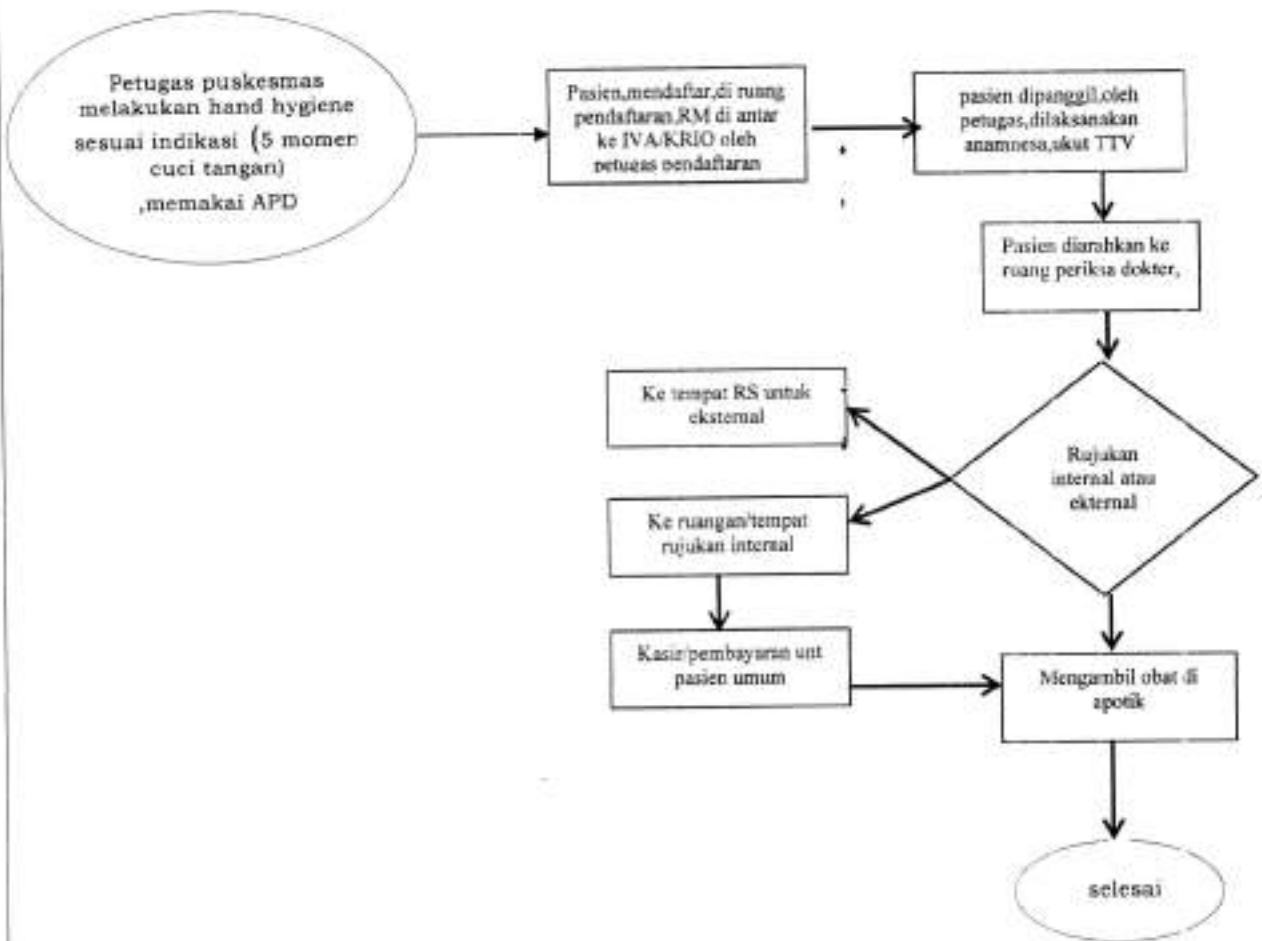 Petugas puskesmas
melakukan hand hygiene
sesuai indikasi (5 momen
cuci tangan)
,memakai APD
Pasien,mendaftar,di ruang
pendaftaran,RM di antar
ke IVA/KRIO oleh
petugas pendaftaran
pasien dipanggil,oleh
petugas,dilaksanakan
anamnesa,ukut TTV
Pasien diarahkan ke
ruang periksa dokter,
Rujukan
internal atau
ekternal
Ke tempat RS untuk
eksternal
Ke ruangan/tempat
rujukan internal
Kasir/pembayaran unt
pasien umum
Mengambil obat di
apotik
selesai